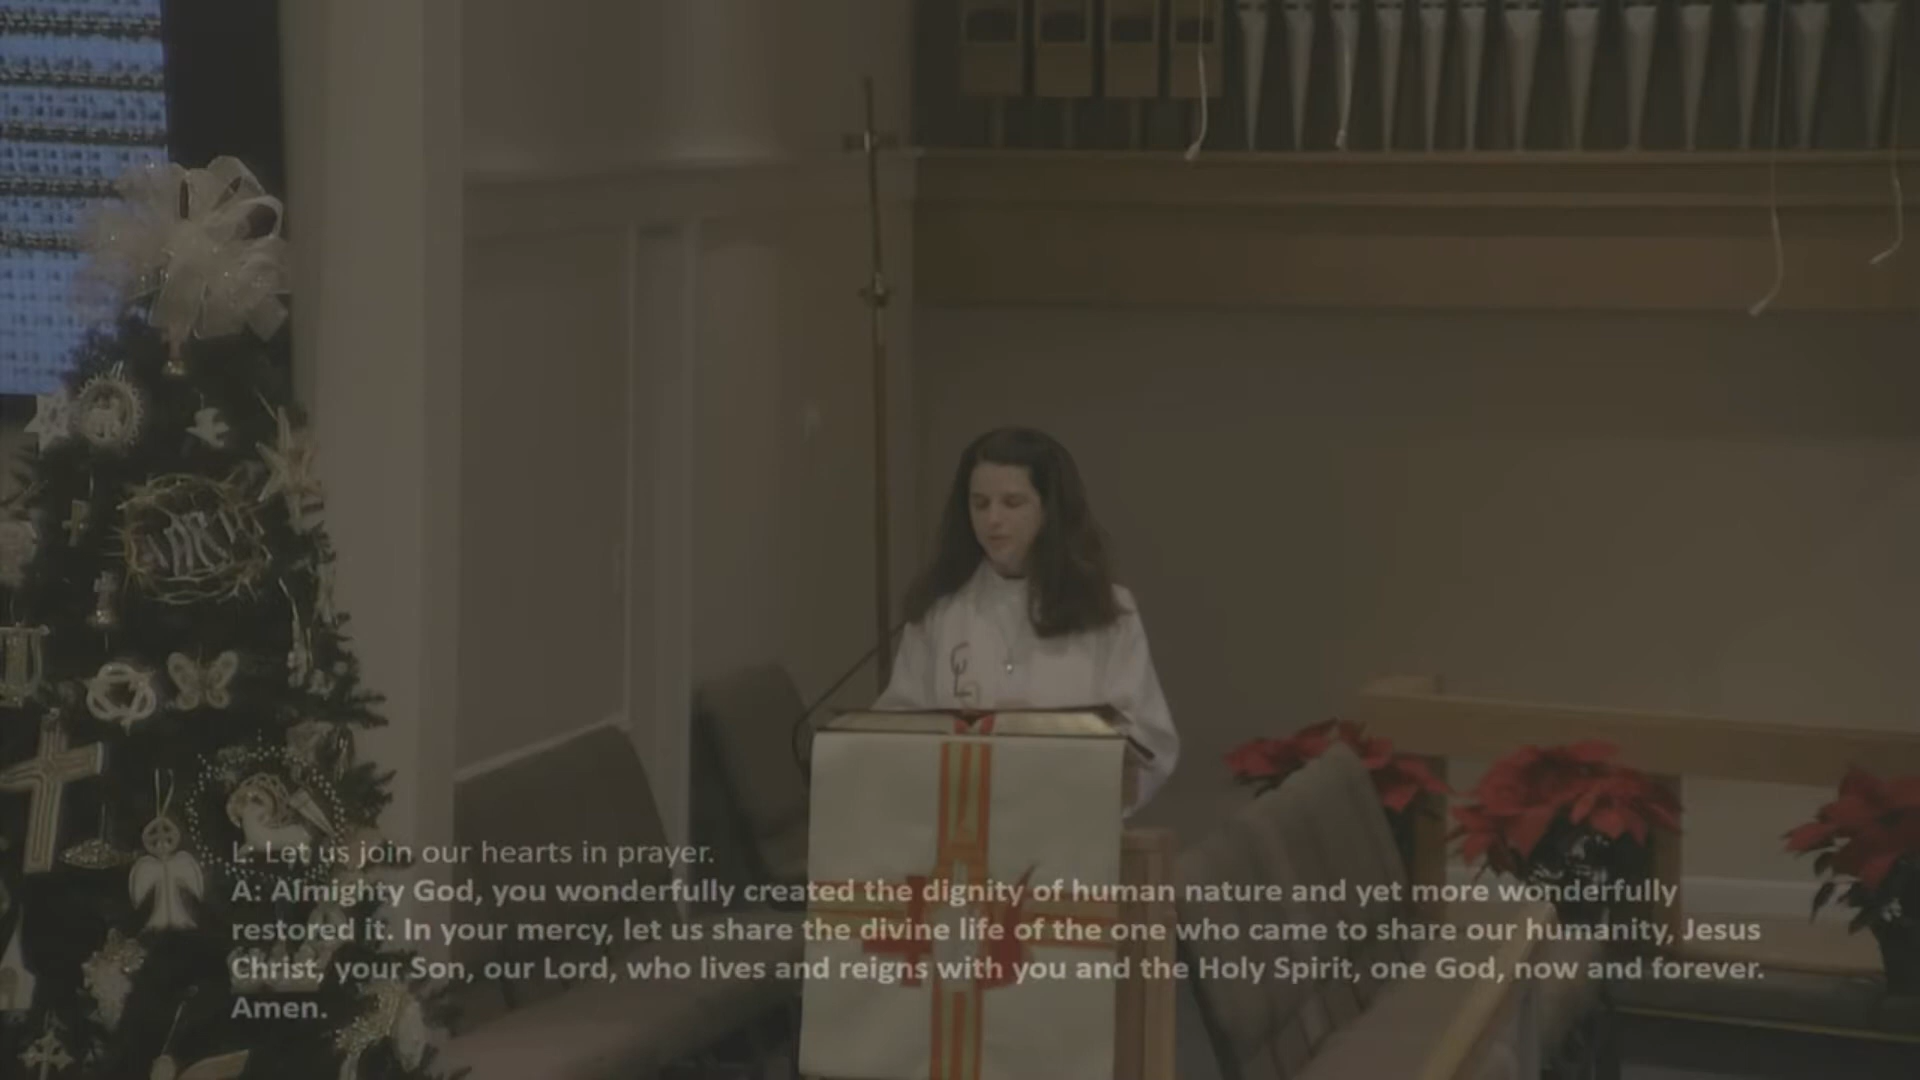 L: Let us join our hearts in prayer.
A: Almighty God, you wonderfully created the dignity of human nature and yet more wonderfully
restored it. In your mercy, let us share the divine life of the one who came to share our humanity, Jesus
Christ, your Son, our Lord, who lives and reigns with you and the Holy Spirit, one God, now and forever.
Amen.